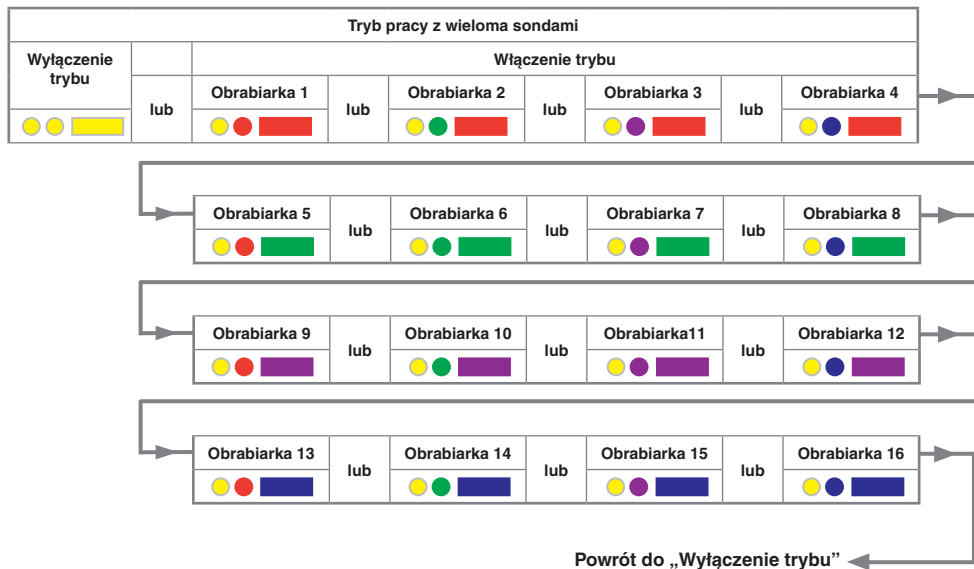 Tryb pracy z wieloma sondami
Wyłączenie
trybu
Włączenie trybu
lub
Obrabiarka 1
lub
Obrabiarka 2
lub
Obrabiarka 3
lub
Obrabiarka 4
Obrabiarka 5
lub
Obrabiarka 6
lub
Obrabiarka 7
lub
Obrabiarka 8
Obrabiarka 9
lub
Obrabiarka 10
lub
Obrabiarka11
lub
Obrabiarka 12
Obrabiarka 13
lub
Obrabiarka 14
lub
Obrabiarka 15
lub
Obrabiarka 16
Powrót do „Wyłączenie trybu”